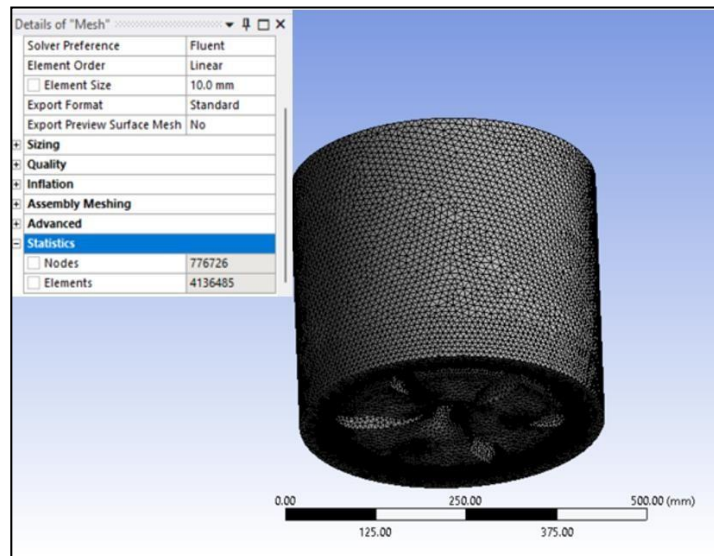 Details of "Mesh"
Solver Preference Fluent
Element Order Linear
Element Size 10.0 mm
Export Format Standard
Export Preview Surface Mesh No
Sizing
Quality
Inflation
Assembly Meshing
Advanced
Statistics
Nodes 776726
Elements 4136485
0.00 250.00 500.00 (mm)
125.00 375.00